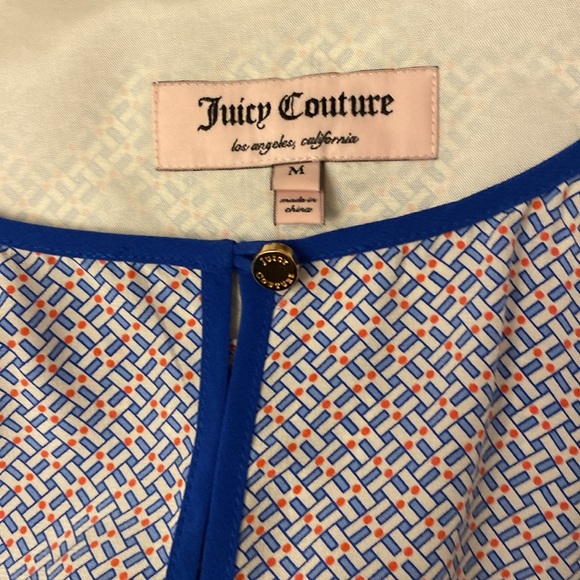 Juicy Couture
los angeles, california
M
made in
china
JUICY
COUTURE